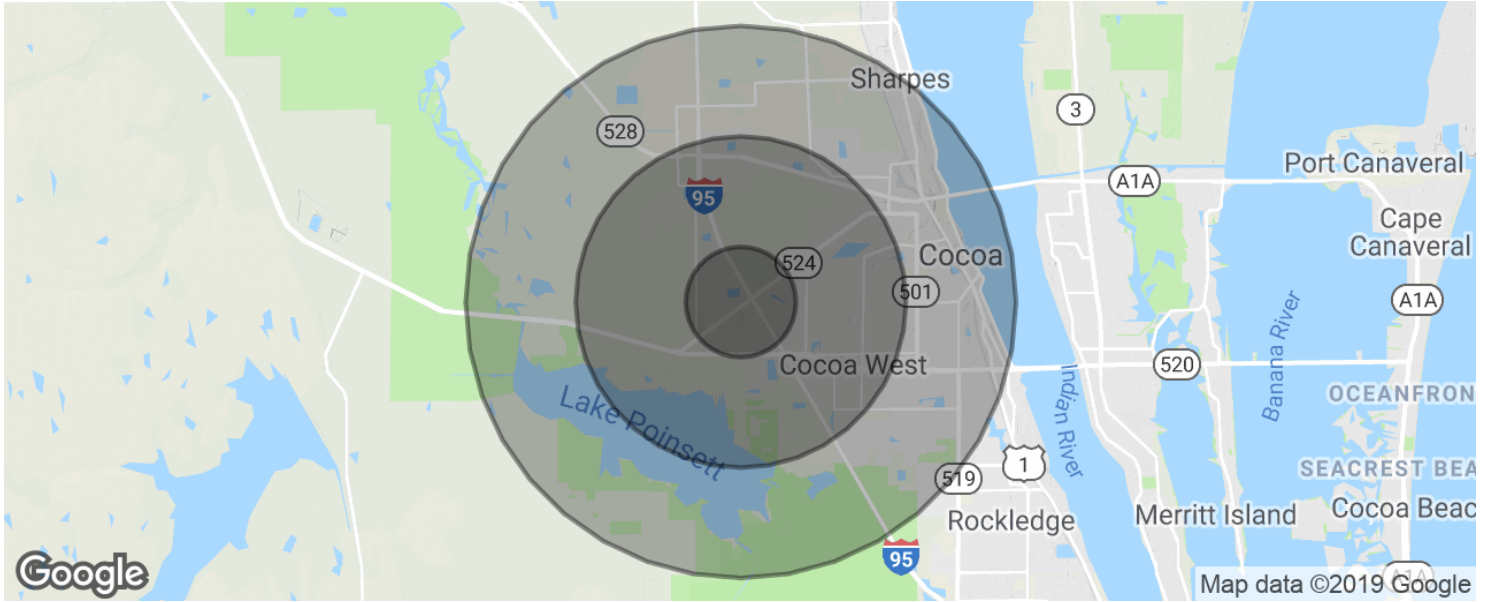 Sharpes
3
528
Port Canaveral
A1A
95
Cape
Canaveral
524
Cocoa
501
A1A
Banana River
Cocoa West
520
Indian River
OCEANFRON
Lake Poinsett
1
SEACREST BEA
519
Rockledge
Merritt Island
Cocoa Beac
95
Google
A1A
Map data ©2019 Google